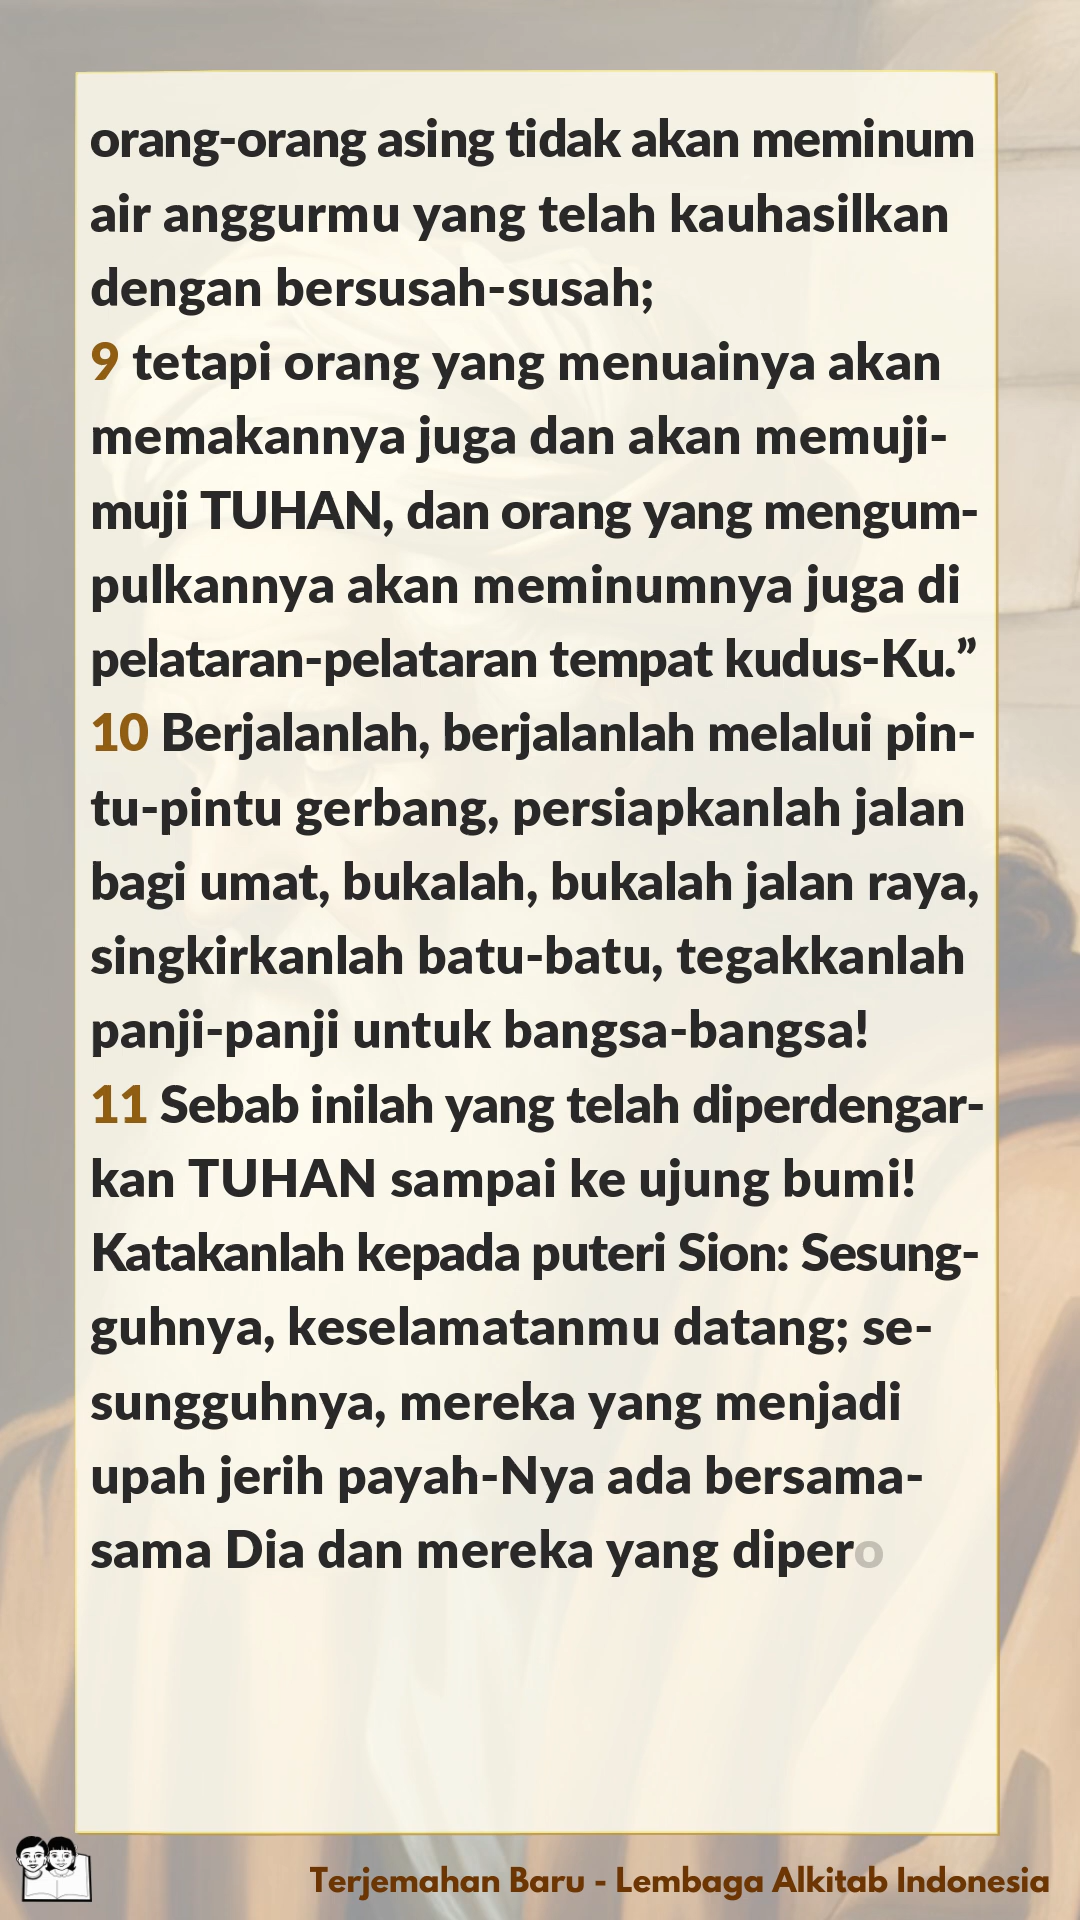 orang-orang asing tidak akan meminum
air anggurmu yang telah kauhasilkan
dengan bersusah-susah;
9 tetapi orang yang menuainya akan
memakannya juga dan akan memuji-
muji TUHAN, dan orang yang mengum-
pulkannya akan meminumnya juga di
pelataran-pelataran tempat kudus-Ku.”
10 Berjalanlah, berjalanlah melalui pin-
tu-pintu gerbang, persiapkanlah jalan
bagi umat, bukalah, bukalah jalan raya,
singkirkanlah batu-batu, tegakkanlah
panji-panji untuk bangsa-bangsa!
11 Sebab inilah yang telah diperdengar-
kan TUHAN sampai ke ujung bumi!
Katakanlah kepada puteri Sion: Sesung-
guhnya, keselamatanmu datang; se-
sungguhnya, mereka yang menjadi
upah jerih payah-Nya ada bersama-
sama Dia dan mereka yang dipero
Terjemahan Baru - Lembaga Alkitab Indonesia